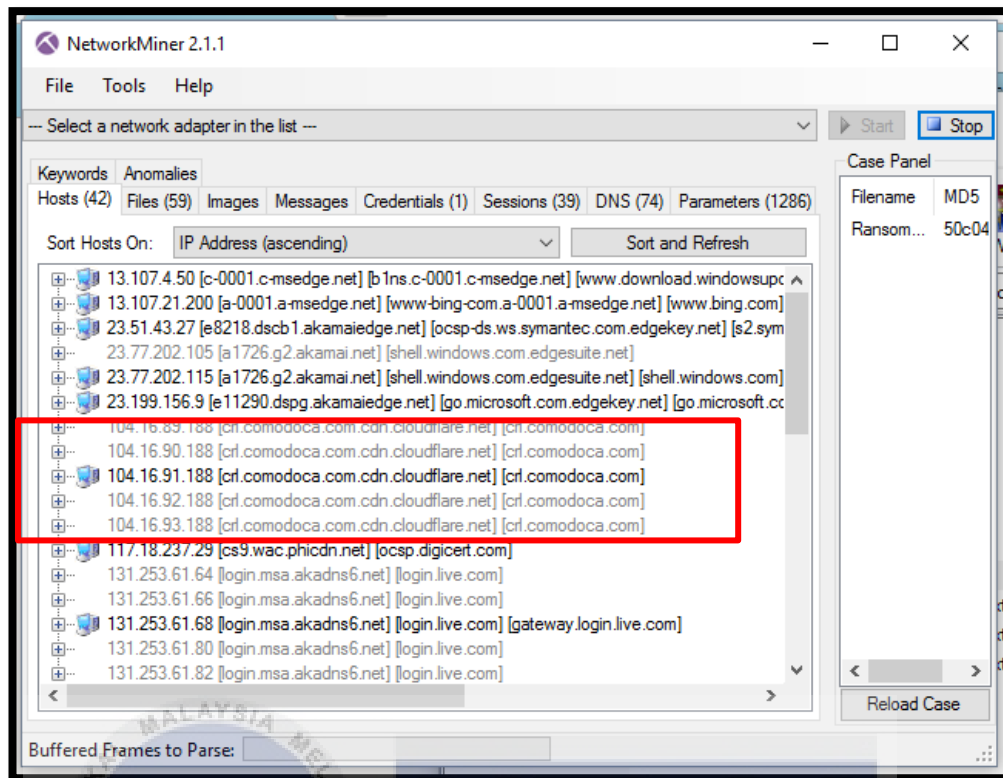 NetworkMiner 2.1.1
File Tools Help
--- Select a network adapter in the list --- Start Stop
Keywords Anomalies
Hosts (42) Files (59) Images Messages Credentials (1) Sessions (39) DNS (74) Parameters (1286)
Sort Hosts On: IP Address (ascending) Sort and Refresh
13.107.4.50 [c-0001.c-msedge.net] [b1ns.c-0001.c-msedge.net] [www.download.windowsupc
13.107.21.200 [a-0001.a-msedge.net] [www-bing-com.a-0001.a-msedge.net] [www.bing.com]
23.51.43.27 [e8218.dscb1.akamaiedge.net] [ocsp-ds.ws.symantec.com.edgekey.net] [s2.sym
23.77.202.105 [a1726.g2.akamai.net] [shell.windows.com.edgesuite.net]
23.77.202.115 [a1726.g2.akamai.net] [shell.windows.com.edgesuite.net] [shell.windows.com]
23.199.156.9 [e11290.dspg.akamaiedge.net] [go.microsoft.com.edgekey.net] [go.microsoft.cc
104.16.89.188 [crl.comodoca.com.cdn.cloudflare.net] [crl.comodoca.com]
104.16.90.188 [crl.comodoca.com.cdn.cloudflare.net] [crl.comodoca.com]
104.16.91.188 [crl.comodoca.com.cdn.cloudflare.net] [crl.comodoca.com]
104.16.92.188 [crl.comodoca.com.cdn.cloudflare.net] [crl.comodoca.com]
104.16.93.188 [crl.comodoca.com.cdn.cloudflare.net] [crl.comodoca.com]
117.18.237.29 [cs9.wac.phicdn.net] [ocsp.digicert.com]
131.253.61.64 [login.msa.akadns6.net] [login.live.com]
131.253.61.66 [login.msa.akadns6.net] [login.live.com]
131.253.61.68 [login.msa.akadns6.net] [login.live.com] [gateway.login.live.com]
131.253.61.80 [login.msa.akadns6.net] [login.live.com]
131.253.61.82 [login.msa.akadns6.net] [login.live.com]
Case Panel
Filename MD5
Ransom... 50c04
Reload Case
MALAYSIA
Buffered Frames to Parse: